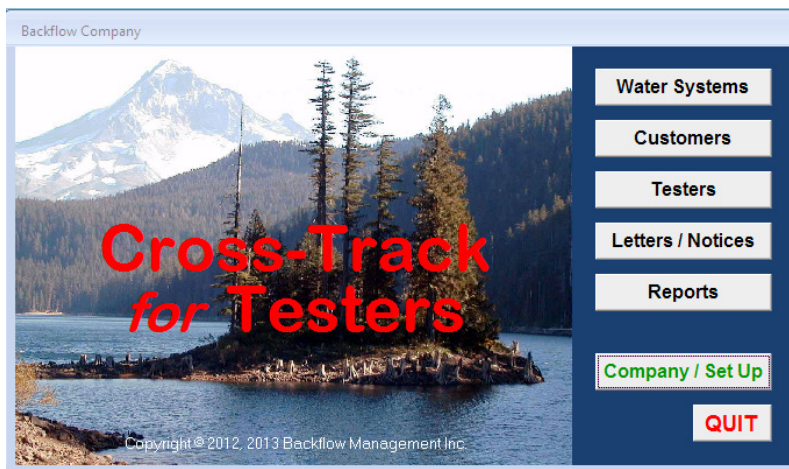 Backflow Company
Water Systems
Customers
Testers
Letters / Notices
Reports
Company / Set Up
QUIT
Cross-Track
for Testers
Copyright © 2012, 2013 Backflow Management Inc.